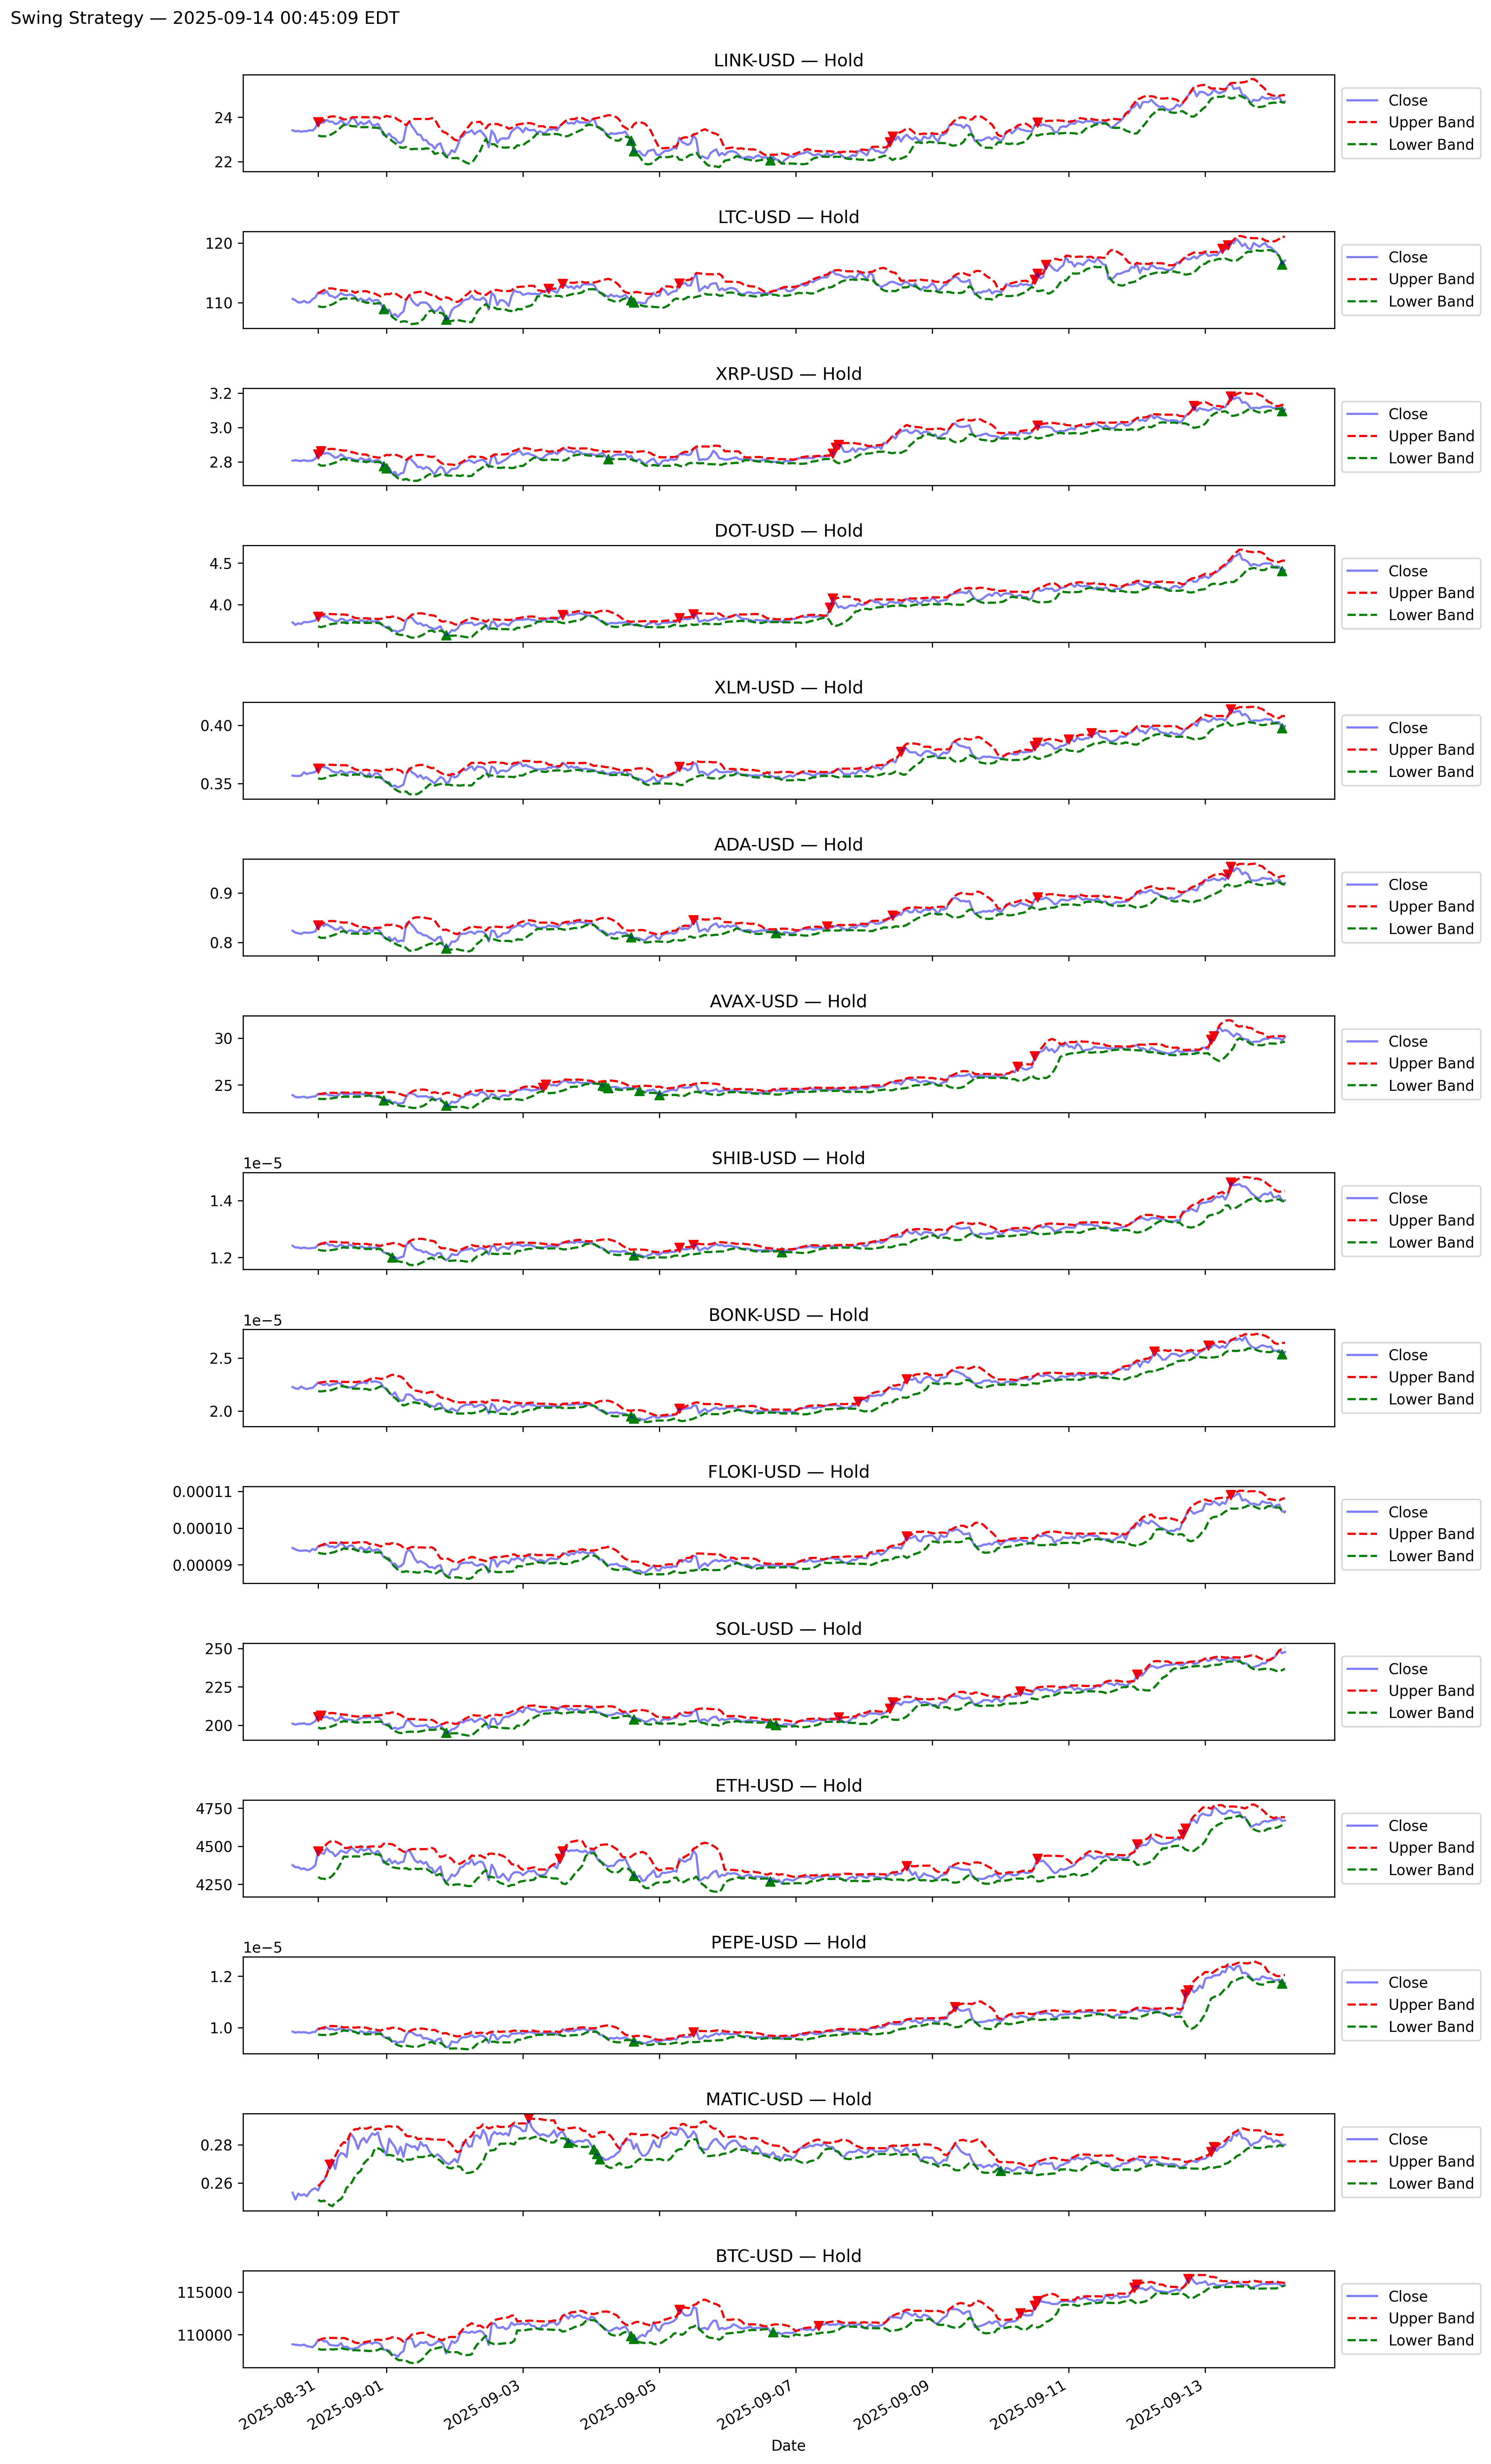 Swing Strategy — 2025-09-14 00:45:09 EDT
LINK-USD — Hold
24
22
Close
Upper Band
Lower Band
LTC-USD — Hold
120
110
Close
Upper Band
Lower Band
XRP-USD — Hold
3.2
3.0
2.8
Close
Upper Band
Lower Band
DOT-USD — Hold
4.5
4.0
Close
Upper Band
Lower Band
XLM-USD — Hold
0.40
0.35
Close
Upper Band
Lower Band
ADA-USD — Hold
0.9
0.8
Close
Upper Band
Lower Band
AVAX-USD — Hold
30
25
Close
Upper Band
Lower Band
SHIB-USD — Hold
1e−5
1.4
1.2
Close
Upper Band
Lower Band
BONK-USD — Hold
1e−5
2.5
2.0
Close
Upper Band
Lower Band
FLOKI-USD — Hold
0.00011
0.00010
0.00009
Close
Upper Band
Lower Band
SOL-USD — Hold
250
225
200
Close
Upper Band
Lower Band
ETH-USD — Hold
4750
4500
4250
Close
Upper Band
Lower Band
PEPE-USD — Hold
1e−5
1.2
1.0
Close
Upper Band
Lower Band
MATIC-USD — Hold
0.28
0.26
Close
Upper Band
Lower Band
BTC-USD — Hold
115000
110000
Close
Upper Band
Lower Band
2025-08-31
2025-09-01
2025-09-03
2025-09-05
2025-09-07
2025-09-09
2025-09-11
2025-09-13
Date